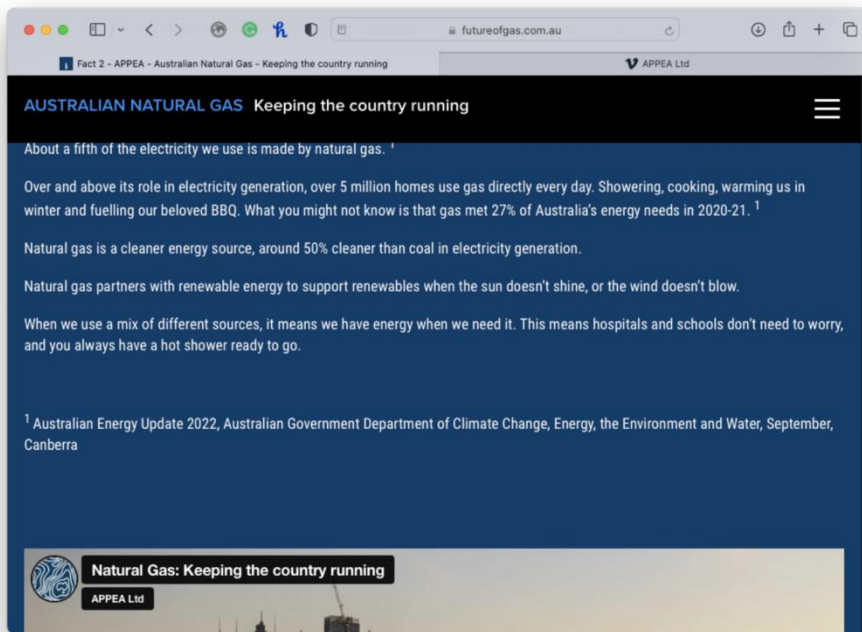 futureofgas.com.au
Fact 2 - APPEA - Australian Natural Gas - Keeping the country running
APPEA Ltd
AUSTRALIAN NATURAL GAS Keeping the country running
About a fifth of the electricity we use is made by natural gas. 1
Over and above its role in electricity generation, over 5 million homes use gas directly every day. Showering, cooking, warming us in
winter and fuelling our beloved BBQ. What you might not know is that gas met 27% of Australia's energy needs in 2020-21. 1
Natural gas is a cleaner energy source, around 50% cleaner than coal in electricity generation.
Natural gas partners with renewable energy to support renewables when the sun doesn't shine, or the wind doesn't blow.
When we use a mix of different sources, it means we have energy when we need it. This means hospitals and schools don't need to worry,
and you always have a hot shower ready to go.
1 Australian Energy Update 2022, Australian Government Department of Climate Change, Energy, the Environment and Water, September,
Canberra
Natural Gas: Keeping the country running
APPEA Ltd